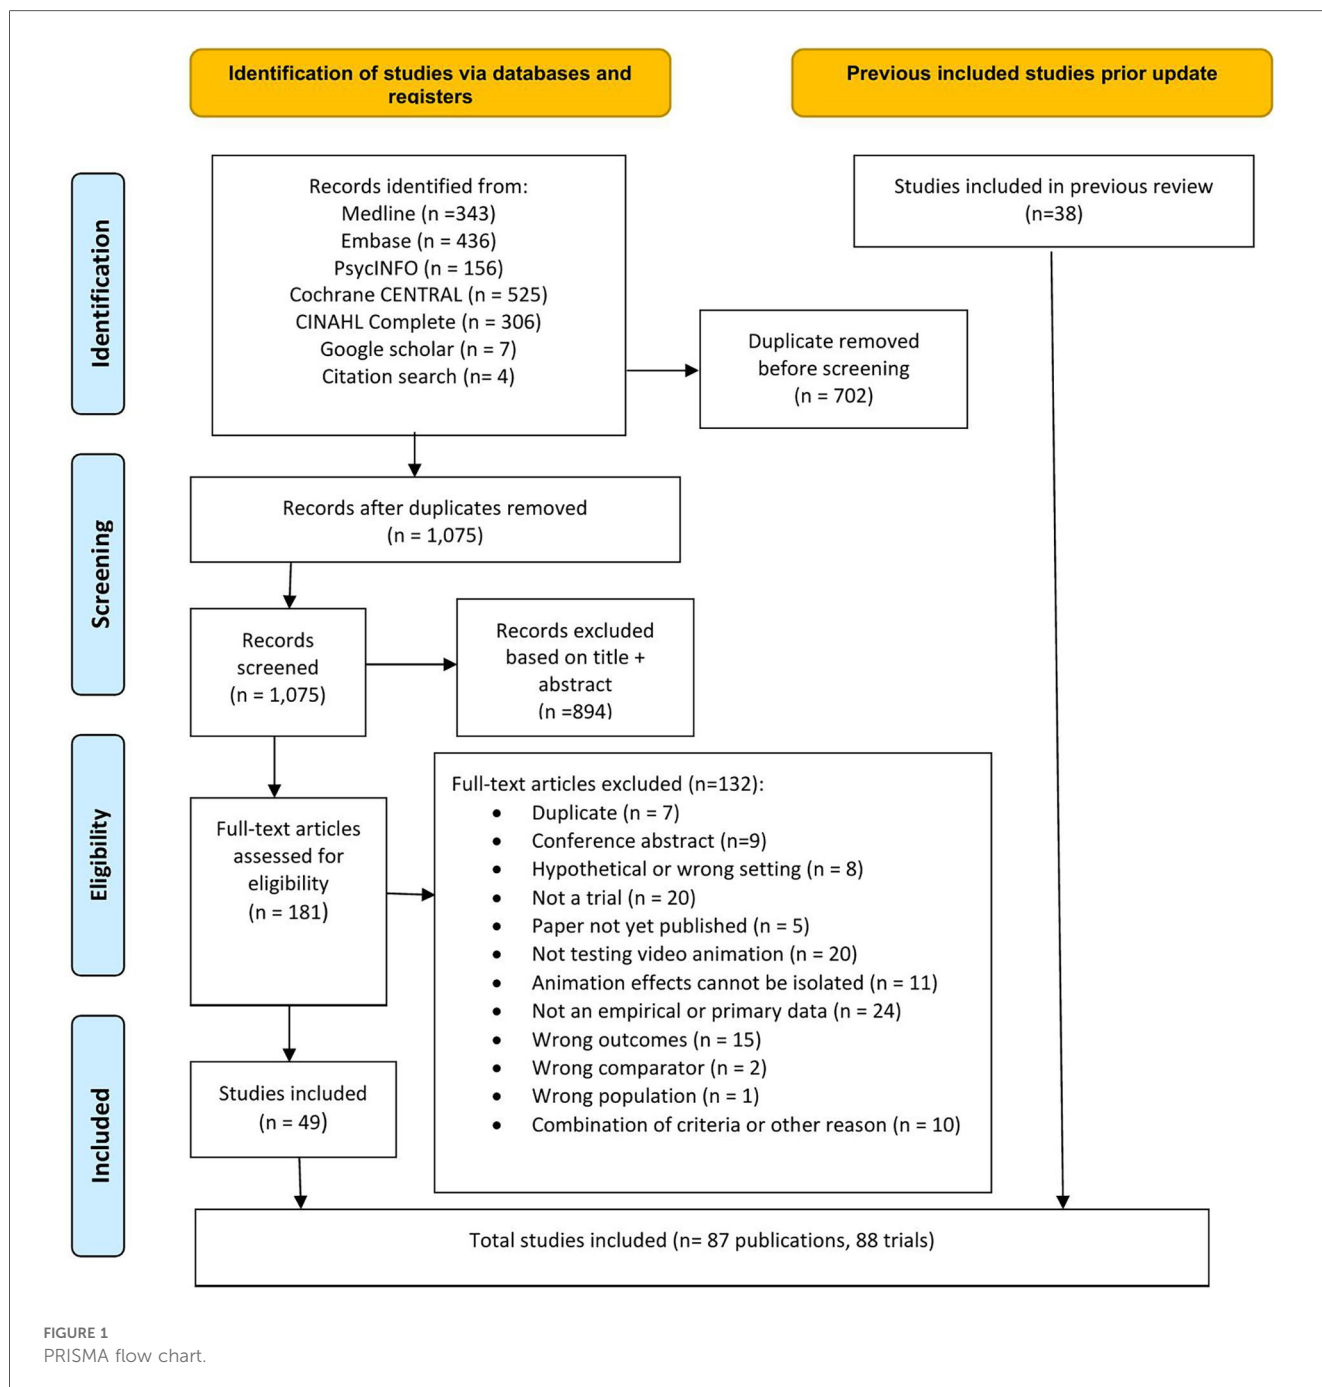 Identification of studies via databases and
registers
Previous included studies prior update
Identification
Records identified from:
Medline (n =343)
Embase (n = 436)
PsycINFO (n = 156)
Cochrane CENTRAL (n = 525)
CINAHL Complete (n = 306)
Google scholar (n = 7)
Citation search (n= 4)
Studies included in previous review
(n=38)
Duplicate removed
before screening
(n = 702)
Screening
Records after duplicates removed
(n = 1,075)
Records
screened
(n = 1,075)
Records excluded
based on title +
abstract
(n =894)
Eligibility
Full-text articles
assessed for
eligibility
(n = 181)
Full-text articles excluded (n=132):
• Duplicate (n = 7)
• Conference abstract (n=9)
• Hypothetical or wrong setting (n = 8)
• Not a trial (n = 20)
• Paper not yet published (n = 5)
• Not testing video animation (n = 20)
• Animation effects cannot be isolated (n = 11)
• Not an empirical or primary data (n = 24)
• Wrong outcomes (n = 15)
• Wrong comparator (n = 2)
• Wrong population (n = 1)
• Combination of criteria or other reason (n = 10)
Included
Studies included
(n = 49)
Total studies included (n= 87 publications, 88 trials)
FIGURE 1
PRISMA flow chart.